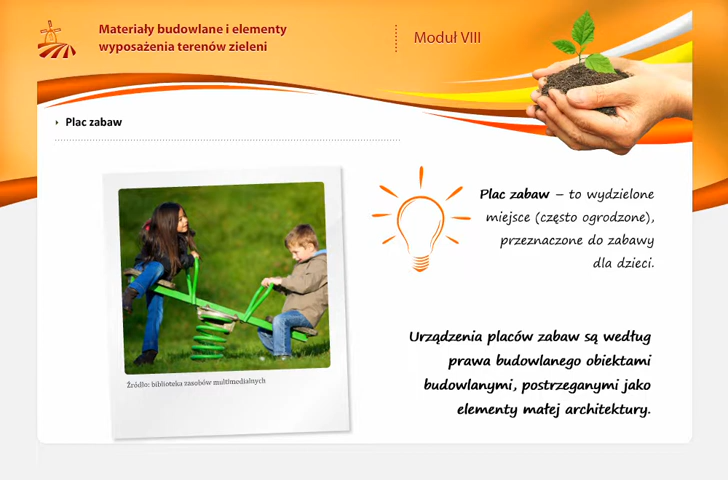 Materiały budowlane i elementy
wyposażenia terenów zieleni
Moduł VIII
Plac zabaw
Plac zabaw – to wydzielone
miejsce (często ogrodzone),
przeznaczone do zabawy
dla dzieci.
Urządzenia placów zabaw są według
prawa budowlanego obiektami
budowlanymi, postrzeganymi jako
elementy małej architektury.
Źródło: biblioteka zasobów multimedialnych